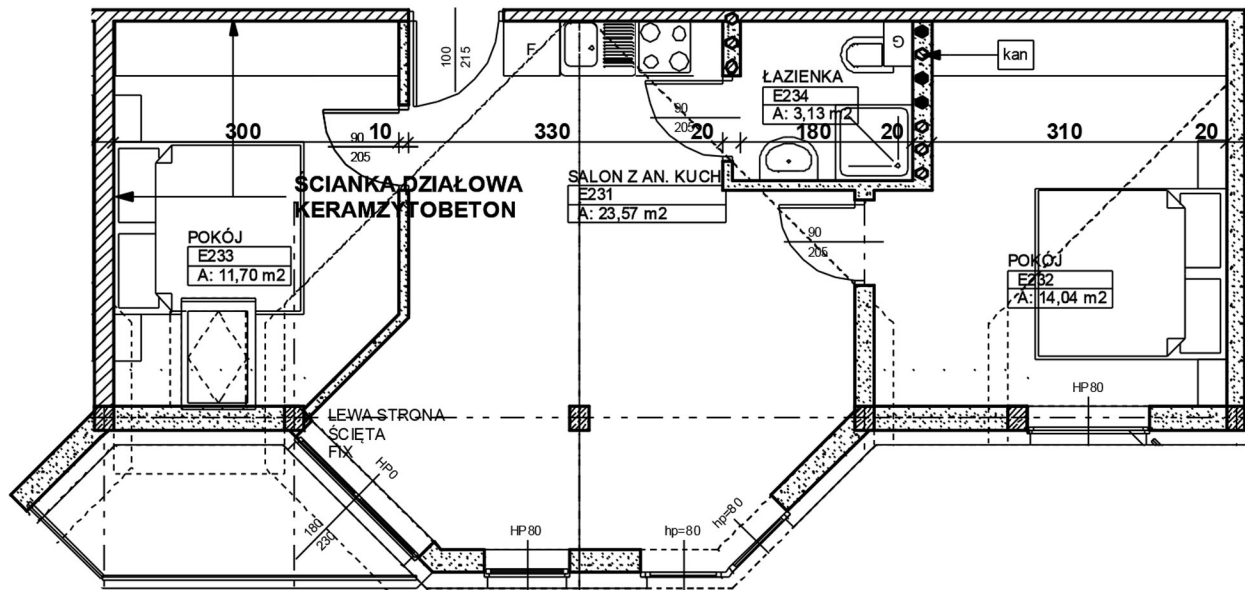 100
215
F
G
kan
ŁAZIENKA
E234
A: 3,13 m2
90
205
300
10
330
20
180
20
310
20
90
205
SCIANKA DZIAŁOWA
KERAMZYTOBETON
SALON Z AN. KUCH
E231
A: 23,57 m2
POKÓJ
E233
A: 11,70 m2
90
205
POKÓJ
E232
A: 14,04 m2
HP80
LEWA STRONA
ŚCIĘTA
FIX
HP0
180
230
HP80
hp=80
hp=80